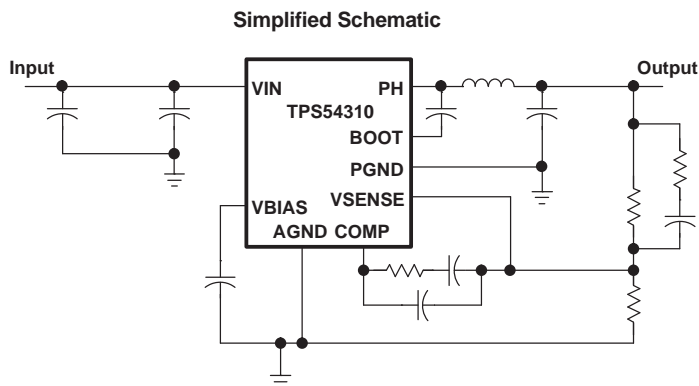 Simplified Schematic
Input
Output
VIN
PH
TPS54310
BOOT
PGND
VSENSE
VBIAS
AGND COMP